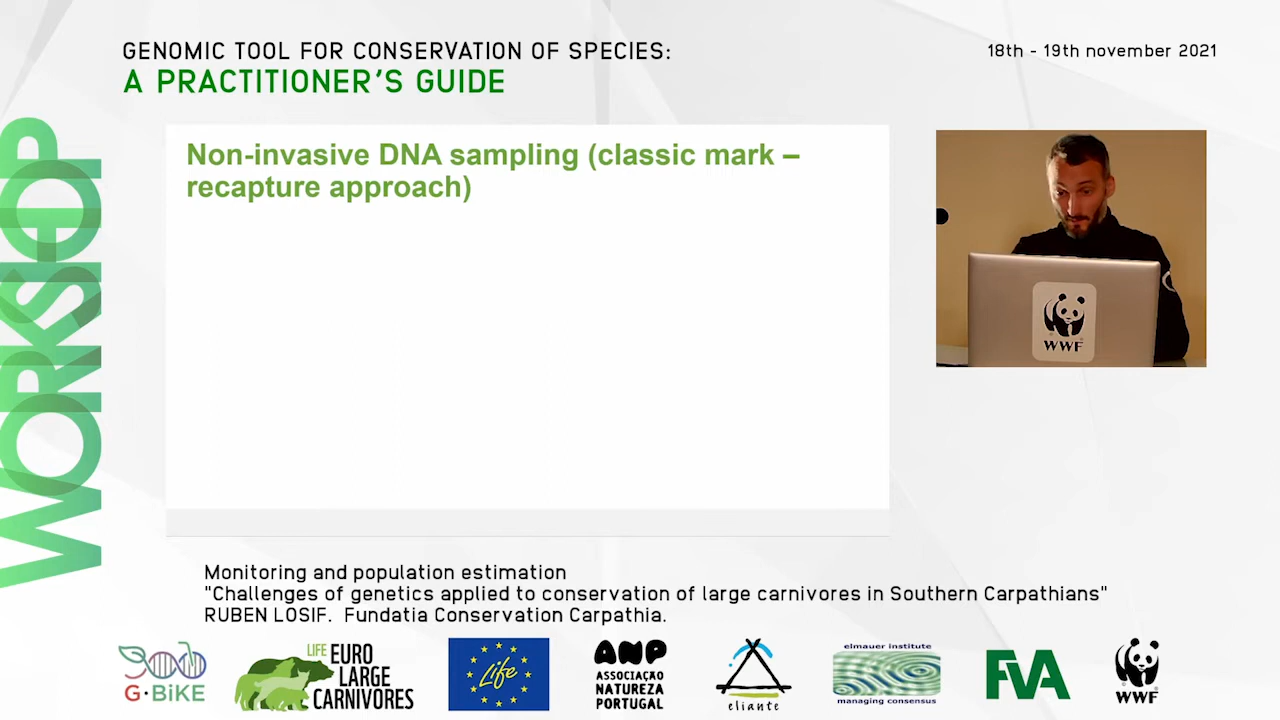 GENOMIC TOOL FOR CONSERVATION OF SPECIES:
A PRACTITIONER'S GUIDE
18th - 19th november 2021
WORKSHOP
Non-invasive DNA sampling (classic mark –
recapture approach)
WWF
Monitoring and population estimation
"Challenges of genetics applied to conservation of large carnivores in Southern Carpathians"
RUBEN LOSIF. Fundatia Conservation Carpathia.
G·BiKE
LIFE EURO
LARGE
CARNIVORES
Life
ANP
ASSOCIAÇÃO
NATUREZA
PORTUGAL
eliante
elmauer institute
managing consensus
FVA
WWF